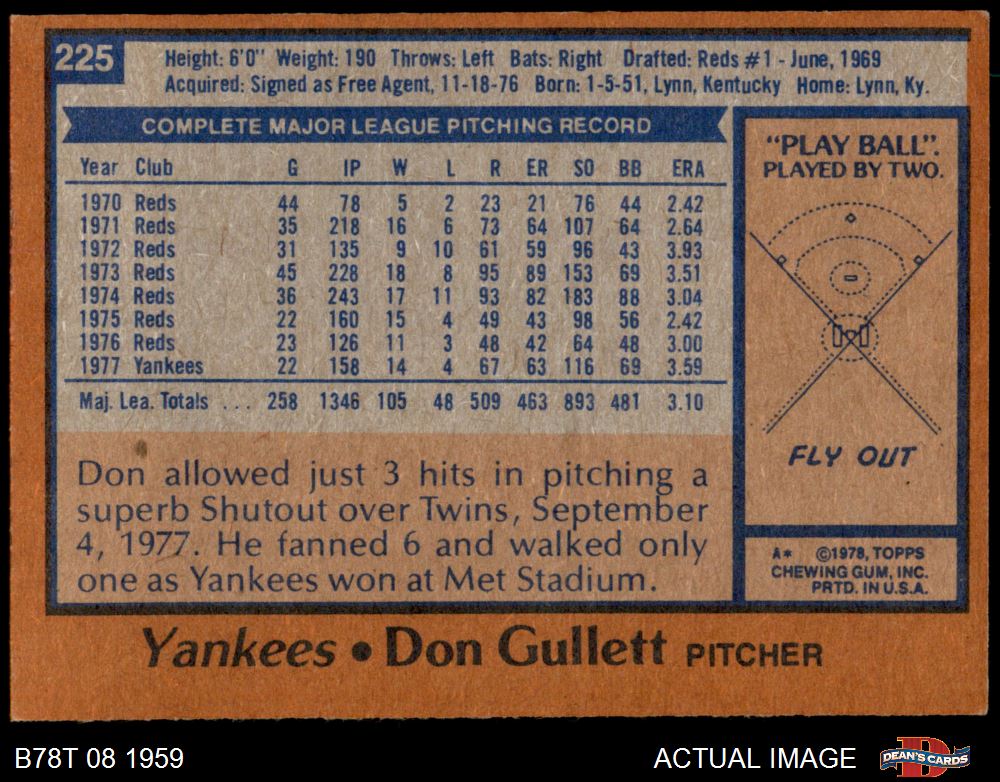 225
Height: 6'0" Weight: 190 Throws: Left Bats: Right Drafted: Reds #1 - June, 1969
Acquired: Signed as Free Agent, 11-18-76 Born: 1-5-51, Lynn, Kentucky Home: Lynn, Ky.
COMPLETE MAJOR LEAGUE PITCHING RECORD
Year Club G IP W L R ER SO BB ERA
1970 Reds 44 78 5 2 23 21 76 44 2.42
1971 Reds 35 218 16 6 73 64 107 64 2.64
1972 Reds 31 135 9 10 61 59 96 43 3.93
1973 Reds 45 228 18 8 95 89 153 69 3.51
1974 Reds 36 243 17 11 93 82 183 88 3.04
1975 Reds 22 160 15 4 49 43 98 56 2.42
1976 Reds 23 126 11 3 48 42 64 48 3.00
1977 Yankees 22 158 14 4 67 63 116 69 3.59
Maj. Lea. Totals ... 258 1346 105 48 509 463 893 481 3.10
Don allowed just 3 hits in pitching a
superb Shutout over Twins, September
4, 1977. He fanned 6 and walked only
one as Yankees won at Met Stadium.
"PLAY BALL".
PLAYED BY TWO.
FLY OUT
A* ©1978, TOPPS
CHEWING GUM, INC.
PRTD. IN U.S.A.
Yankees • Don Gullett PITCHER
B78T 08 1959
ACTUAL IMAGE
DEAN'S CARDS